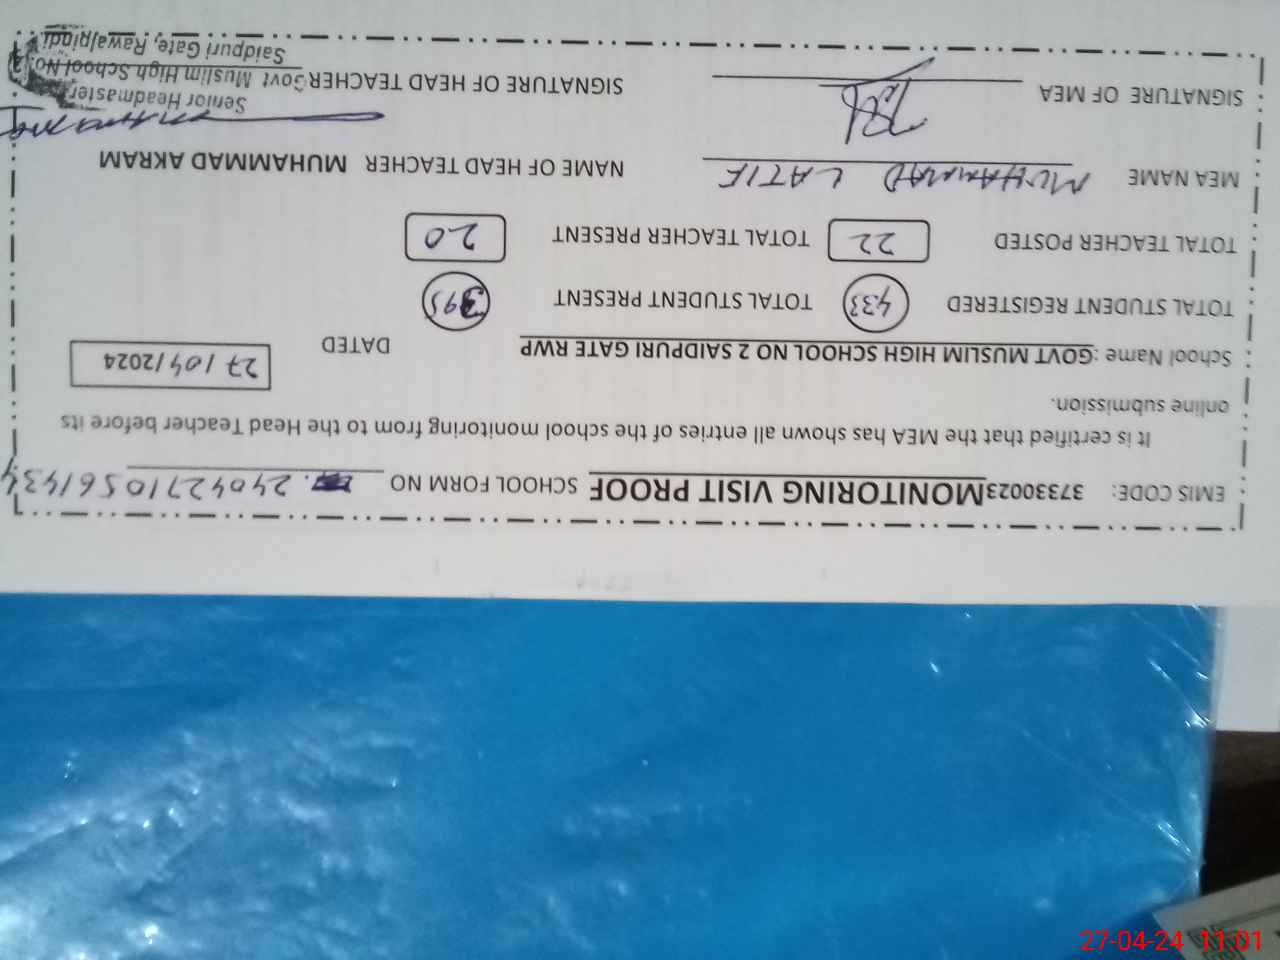 EMIS CODE: 37330023 MONITORING VISIT PROOF SCHOOL FORM NO 24042710561434
It is certified that the MEA has shown all entries of the school monitoring from to the Head Teacher before its
online submission.
School Name : GOVT MUSLIM HIGH SCHOOL NO 2 SAIDPURI GATE RWP DATED 27/04/2024
TOTAL STUDENT REGISTERED 433 TOTAL STUDENT PRESENT 395
TOTAL TEACHER POSTED 22 TOTAL TEACHER PRESENT 20
MEA NAME MUHAMMAD LATIF NAME OF HEAD TEACHER MUHAMMAD AKRAM
SIGNATURE OF MEA SIGNATURE OF HEAD TEACHER
Senior Headmaster
Govt Muslim High School No.2
Saidpuri Gate, Rawalpindi
27-04-24 11:01